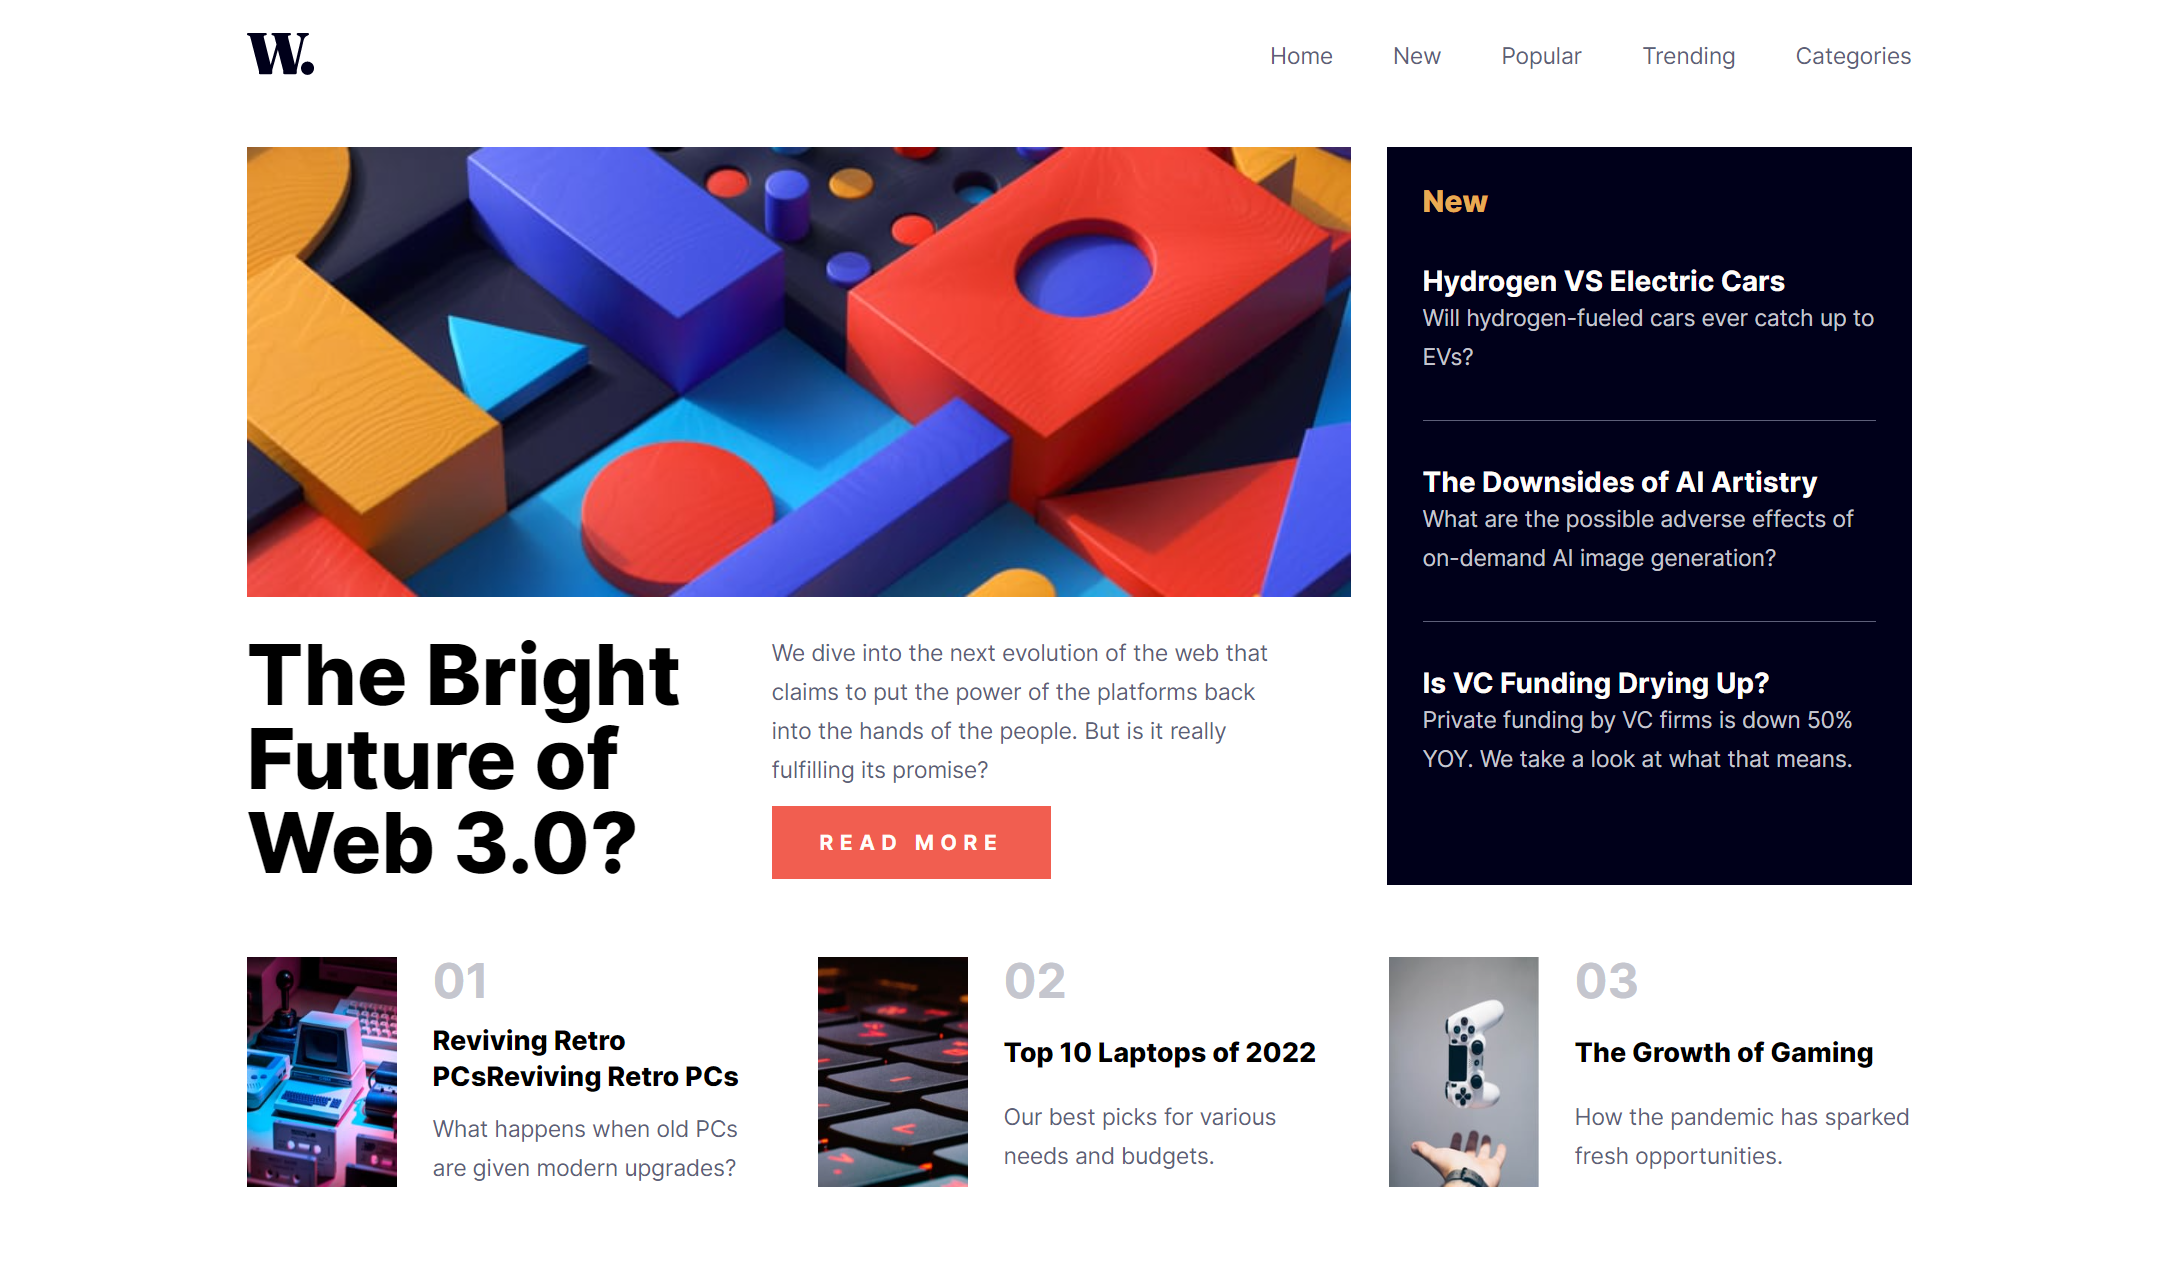 W.
Home New Popular Trending Categories
The Bright
Future of
Web 3.0?
We dive into the next evolution of the web that
claims to put the power of the platforms back
into the hands of the people. But is it really
fulfilling its promise?
READ MORE
New
Hydrogen VS Electric Cars
Will hydrogen-fueled cars ever catch up to
EVs?
The Downsides of AI Artistry
What are the possible adverse effects of
on-demand AI image generation?
Is VC Funding Drying Up?
Private funding by VC firms is down 50%
YOY. We take a look at what that means.
01
Reviving Retro
PCsReviving Retro PCs
What happens when old PCs
are given modern upgrades?
02
Top 10 Laptops of 2022
Our best picks for various
needs and budgets.
03
The Growth of Gaming
How the pandemic has sparked
fresh opportunities.